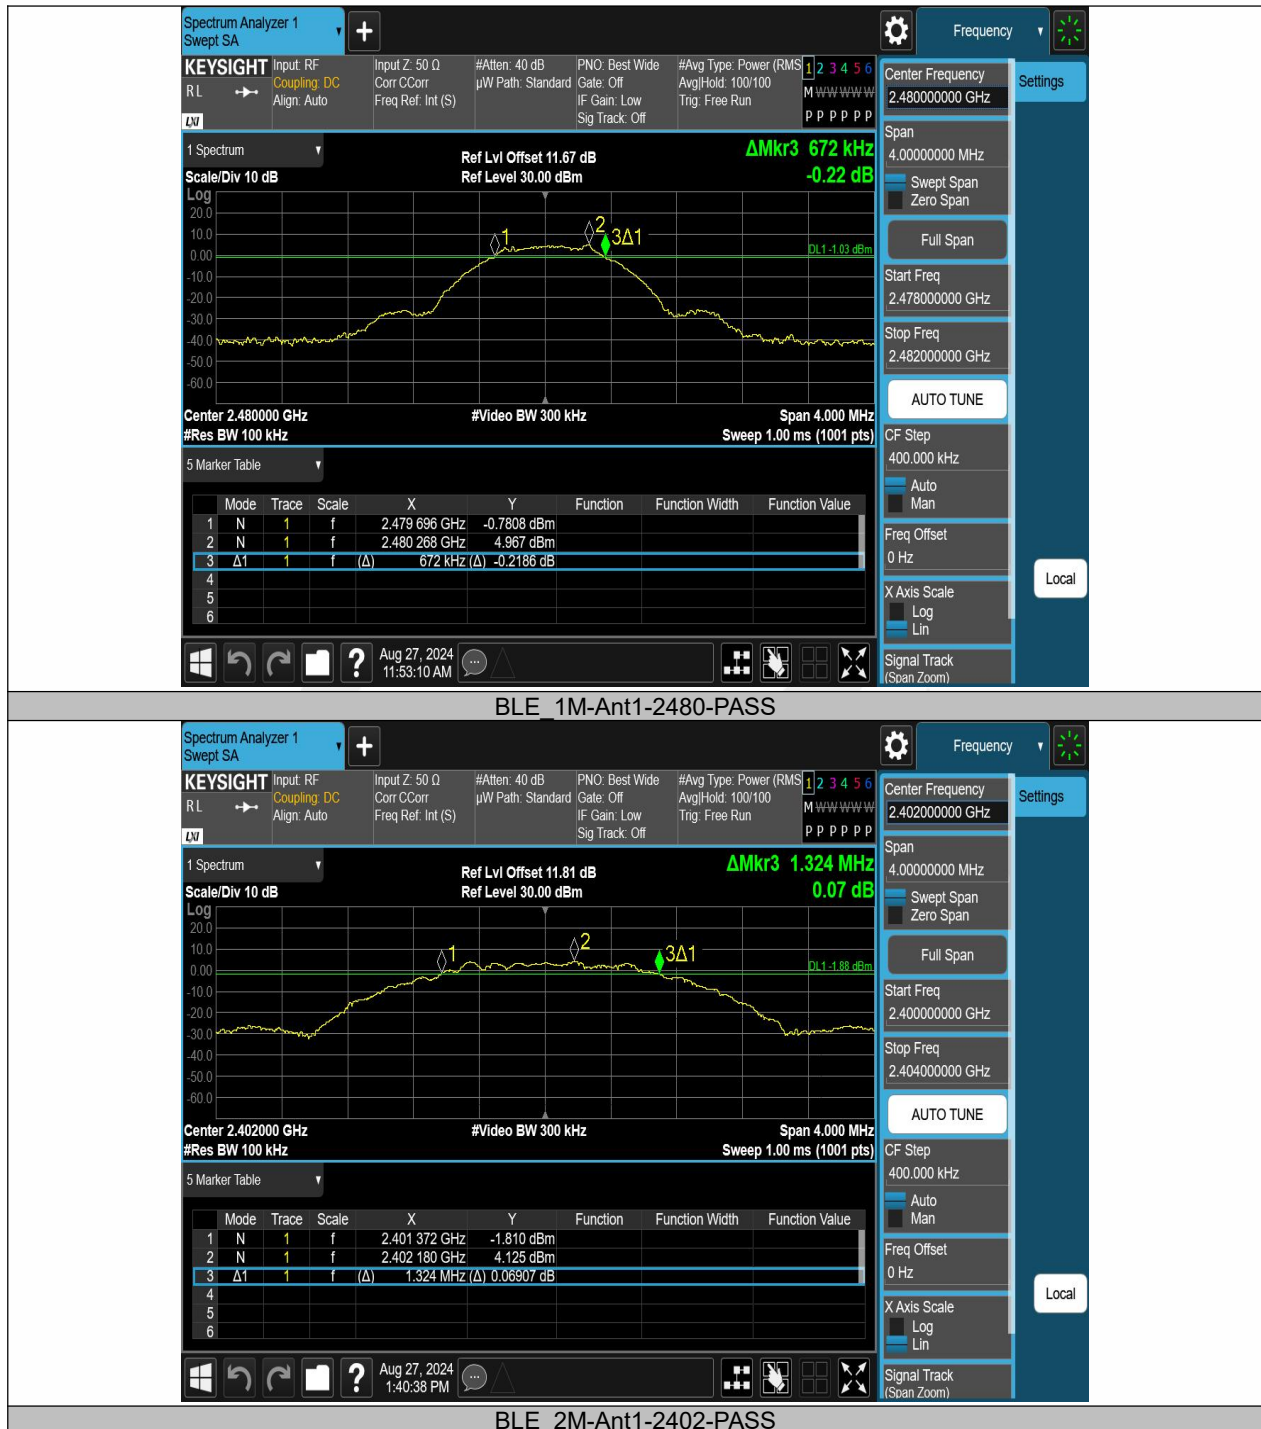 Spectrum Analyzer 1
Swept SA
+
Frequency
KEYSIGHT
RL
LXI
Input: RF
Coupling: DC
Align: Auto
Input Z: 50 Ω
Corr CCorr
Freq Ref: Int (S)
#Atten: 40 dB
µW Path: Standard
PNO: Best Wide
Gate: Off
IF Gain: Low
Sig Track: Off
#Avg Type: Power (RMS
Avg|Hold: 100/100
Trig: Free Run
1 2 3 4 5 6
M W W W W W
P P P P P P
1 Spectrum
Scale/Div 10 dB
Ref Lvl Offset 11.67 dB
Ref Level 30.00 dBm
ΔMkr3 672 kHz
-0.22 dB
Log
20.0
10.0
0.00
-10.0
-20.0
-30.0
-40.0
-50.0
-60.0
1
2
3Δ1
DL1 -1.03 dBm
Center 2.480000 GHz
#Video BW 300 kHz
Span 4.000 MHz
#Res BW 100 kHz
Sweep 1.00 ms (1001 pts)
5 Marker Table
Mode Trace Scale X Y Function Function Width Function Value
1 N 1 f 2.479 696 GHz -0.7808 dBm
2 N 1 f 2.480 268 GHz 4.967 dBm
3 Δ1 1 f (Δ) 672 kHz (Δ) -0.2186 dB
4
5
6
?
Aug 27, 2024
11:53:10 AM
Center Frequency
2.480000000 GHz
Settings
Span
4.00000000 MHz
Swept Span
Zero Span
Full Span
Start Freq
2.478000000 GHz
Stop Freq
2.482000000 GHz
AUTO TUNE
CF Step
400.000 kHz
Auto
Man
Freq Offset
0 Hz
Local
X Axis Scale
Log
Lin
Signal Track
(Span Zoom)
BLE_1M-Ant1-2480-PASS
Spectrum Analyzer 1
Swept SA
+
Frequency
KEYSIGHT
RL
LXI
Input: RF
Coupling: DC
Align: Auto
Input Z: 50 Ω
Corr CCorr
Freq Ref: Int (S)
#Atten: 40 dB
µW Path: Standard
PNO: Best Wide
Gate: Off
IF Gain: Low
Sig Track: Off
#Avg Type: Power (RMS
Avg|Hold: 100/100
Trig: Free Run
1 2 3 4 5 6
M W W W W W
P P P P P P
1 Spectrum
Scale/Div 10 dB
Ref Lvl Offset 11.81 dB
Ref Level 30.00 dBm
ΔMkr3 1.324 MHz
0.07 dB
Log
20.0
10.0
0.00
-10.0
-20.0
-30.0
-40.0
-50.0
-60.0
1
2
3Δ1
DL1 -1.88 dBm
Center 2.402000 GHz
#Video BW 300 kHz
Span 4.000 MHz
#Res BW 100 kHz
Sweep 1.00 ms (1001 pts)
5 Marker Table
Mode Trace Scale X Y Function Function Width Function Value
1 N 1 f 2.401 372 GHz -1.810 dBm
2 N 1 f 2.402 180 GHz 4.125 dBm
3 Δ1 1 f (Δ) 1.324 MHz (Δ) 0.06907 dB
4
5
6
?
Aug 27, 2024
1:40:38 PM
Center Frequency
2.402000000 GHz
Settings
Span
4.00000000 MHz
Swept Span
Zero Span
Full Span
Start Freq
2.400000000 GHz
Stop Freq
2.404000000 GHz
AUTO TUNE
CF Step
400.000 kHz
Auto
Man
Freq Offset
0 Hz
Local
X Axis Scale
Log
Lin
Signal Track
(Span Zoom)
BLE_2M-Ant1-2402-PASS